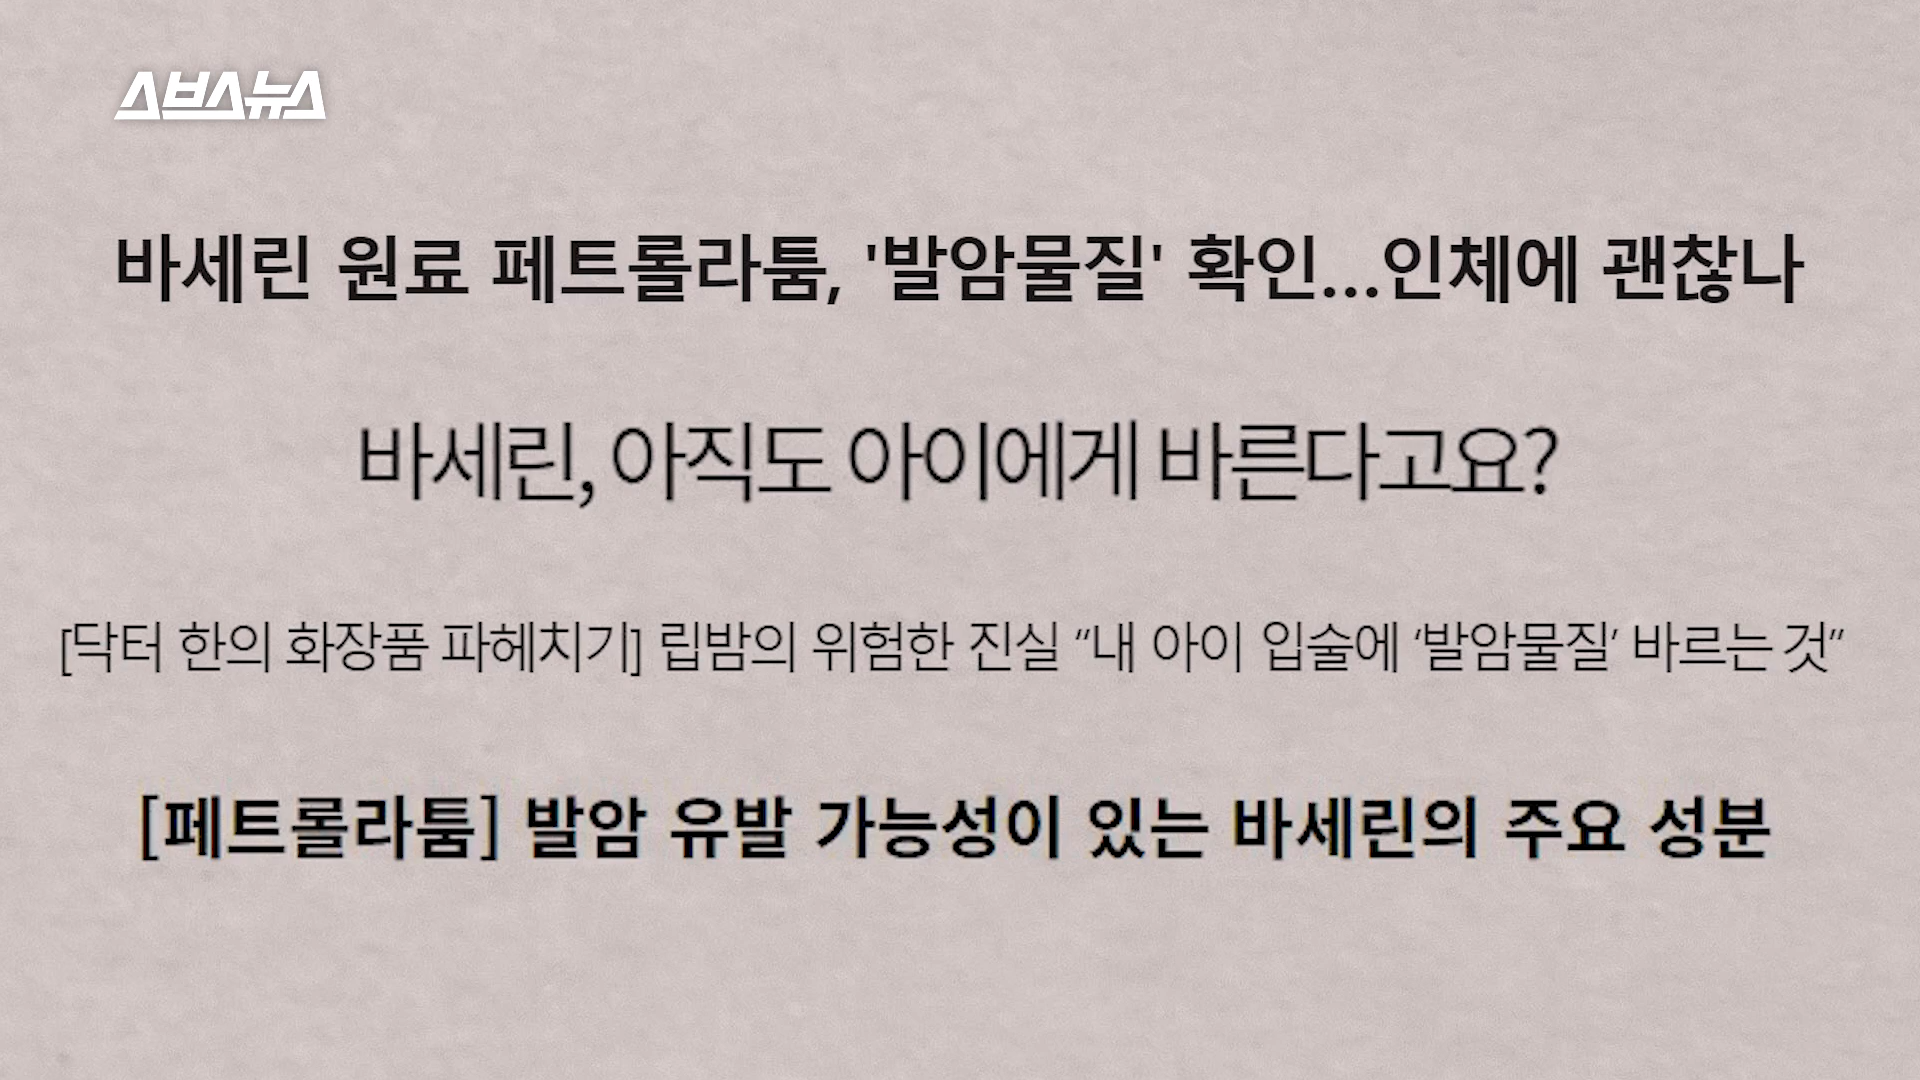 스브스뉴스
바세린 원료 페트롤라툼, '발암물질' 확인...인체에 괜찮나
바세린, 아직도 아이에게 바른다고요?
[닥터 한의 화장품 파헤치기] 립밤의 위험한 진실 “내 아이 입술에 ‘발암물질’ 바르는 것”
[페트롤라툼] 발암 유발 가능성이 있는 바세린의 주요 성분